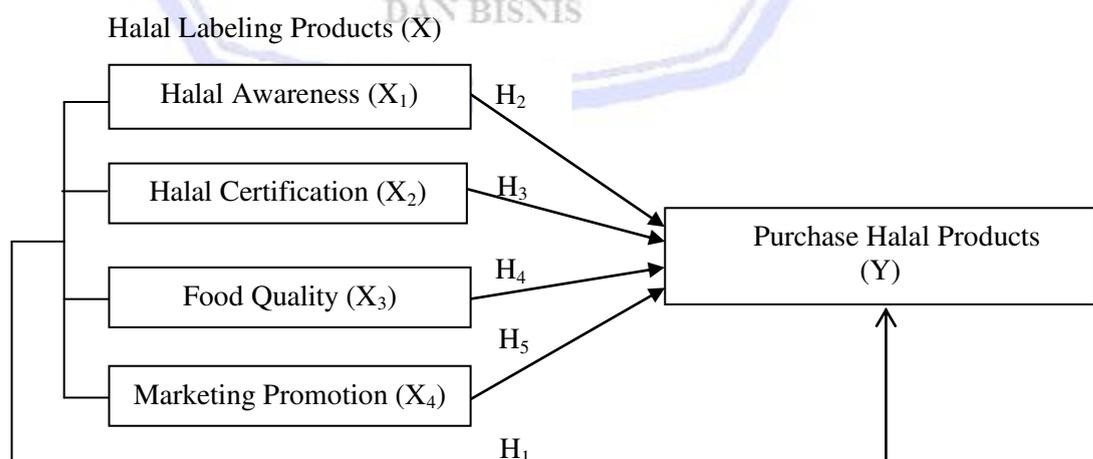 DAN BISNIS
Halal Labeling Products (X)
Halal Awareness (X₁)
H₂
Halal Certification (X₂)
H₃
Purchase Halal Products
(Y)
Food Quality (X₃)
H₄
H₅
Marketing Promotion (X₄)
H₁